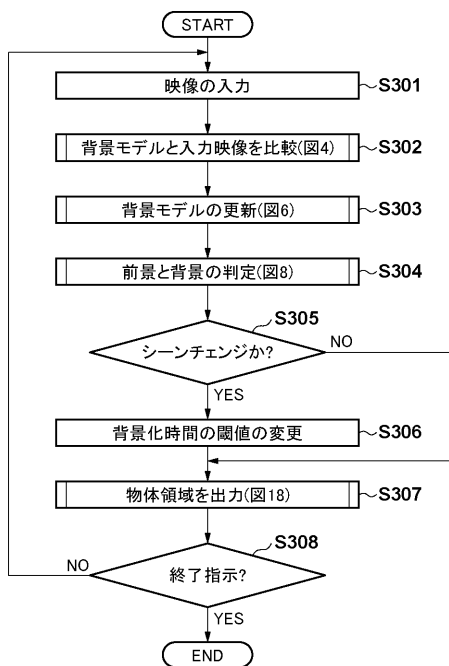 START
映像の入力
S301
背景モデルと入力映像を比較(図4)
S302
背景モデルの更新(図6)
S303
前景と背景の判定(図8)
S304
S305
シーンチェンジか?
NO
YES
背景化時間の閾値の変更
S306
物体領域を出力(図18)
S307
S308
終了指示?
NO
YES
END